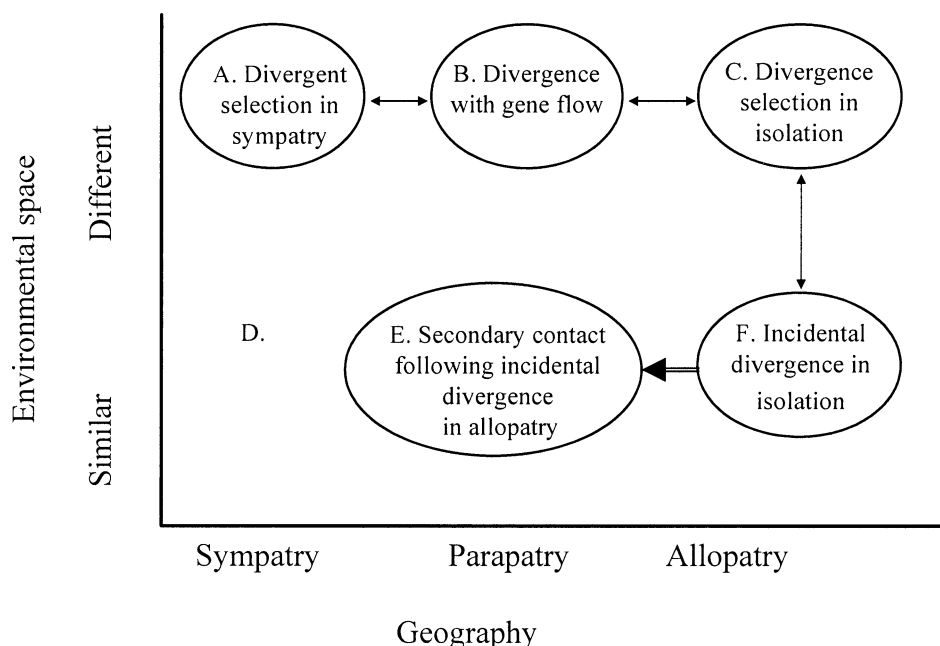 A. Divergent
selection in
sympatry
B. Divergence
with gene flow
C. Divergence
selection in
isolation
Different
Environmental space
D.
E. Secondary contact
following incidental
divergence
in allopatry
F. Incidental
divergence in
isolation
Similar
Sympatry
Parapatry
Allopatry
Geography